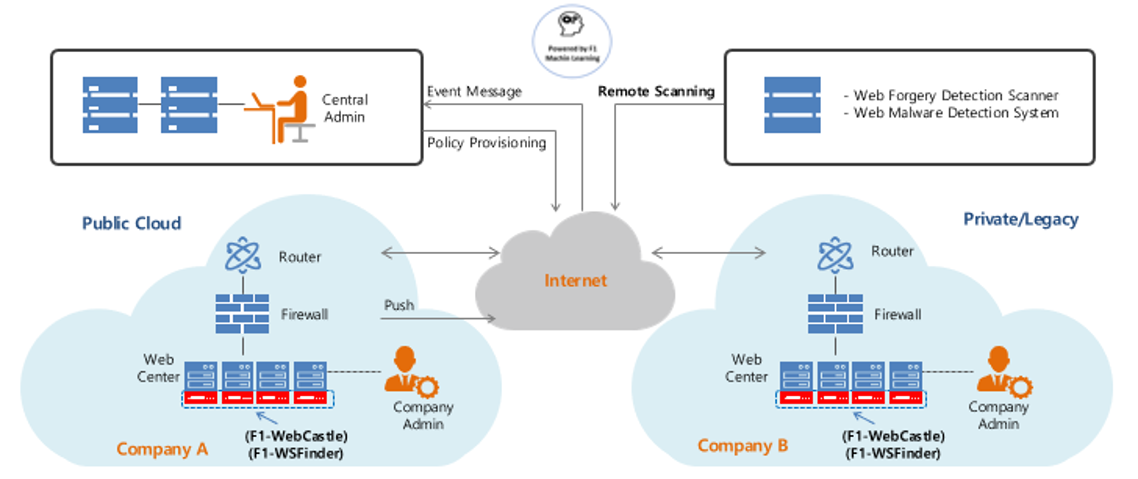 Powered by F1
Machin Learning
Central
Admin
Event Message
Policy Provisioning
Remote Scanning
- Web Forgery Detection Scanner
- Web Malware Detection System
Public Cloud
Private/Legacy
Router
Firewall
Push
Web
Center
Company
Admin
(F1-WebCastle)
(F1-WSFinder)
Company A
Internet
Router
Firewall
Web
Center
Company
Admin
(F1-WebCastle)
(F1-WSFinder)
Company B